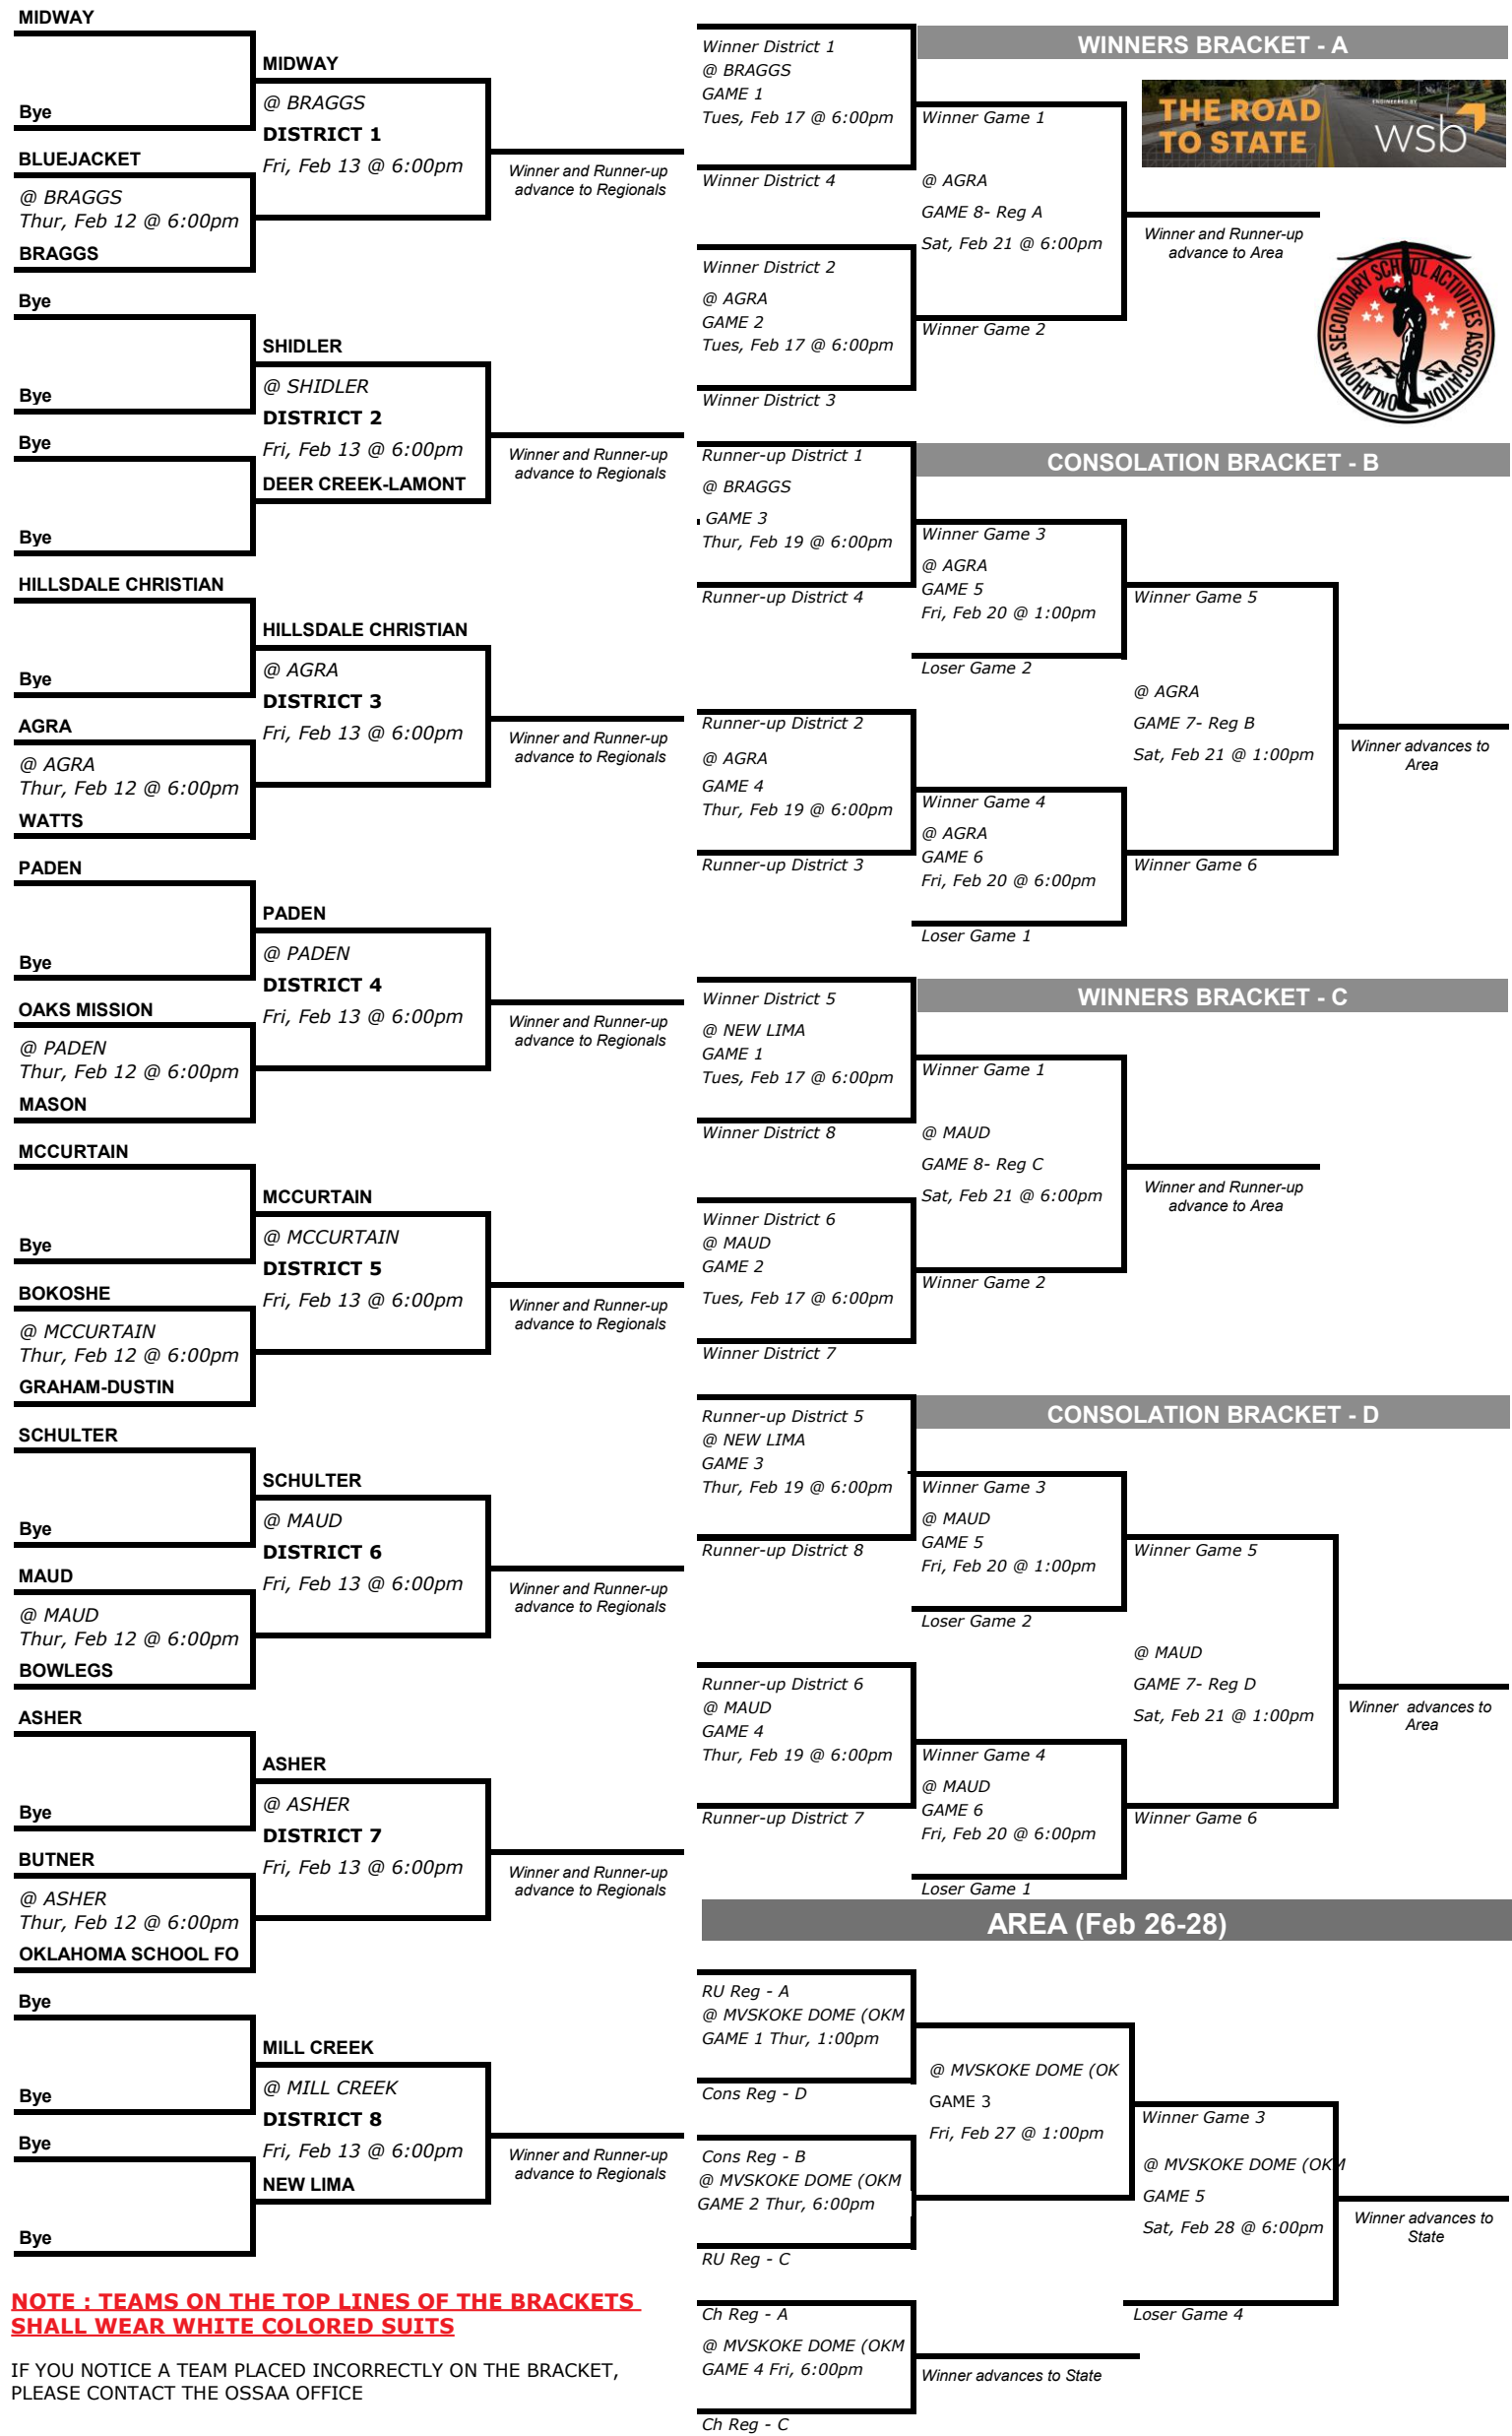 MIDWAY
MIDWAY
Bye
@ BRAGGS
DISTRICT 1
Fri, Feb 13 @ 6:00pm
BLUEJACKET
@ BRAGGS
Thur, Feb 12 @ 6:00pm
BRAGGS
Winner and Runner-up
advance to Regionals
Bye
SHIDLER
Bye
@ SHIDLER
DISTRICT 2
Fri, Feb 13 @ 6:00pm
Bye
DEER CREEK-LAMONT
Bye
Winner and Runner-up
advance to Regionals
HILLSDALE CHRISTIAN
HILLSDALE CHRISTIAN
Bye
@ AGRA
DISTRICT 3
Fri, Feb 13 @ 6:00pm
AGRA
@ AGRA
Thur, Feb 12 @ 6:00pm
WATTS
Winner and Runner-up
advance to Regionals
PADEN
PADEN
Bye
@ PADEN
DISTRICT 4
Fri, Feb 13 @ 6:00pm
OAKS MISSION
@ PADEN
Thur, Feb 12 @ 6:00pm
MASON
Winner and Runner-up
advance to Regionals
MCCURTAIN
MCCURTAIN
Bye
@ MCCURTAIN
DISTRICT 5
Fri, Feb 13 @ 6:00pm
BOKOSHE
@ MCCURTAIN
Thur, Feb 12 @ 6:00pm
GRAHAM-DUSTIN
Winner and Runner-up
advance to Regionals
SCHULTER
SCHULTER
Bye
@ MAUD
DISTRICT 6
Fri, Feb 13 @ 6:00pm
MAUD
@ MAUD
Thur, Feb 12 @ 6:00pm
BOWLEGS
Winner and Runner-up
advance to Regionals
ASHER
ASHER
Bye
@ ASHER
DISTRICT 7
Fri, Feb 13 @ 6:00pm
BUTNER
@ ASHER
Thur, Feb 12 @ 6:00pm
OKLAHOMA SCHOOL FO
Winner and Runner-up
advance to Regionals
Bye
MILL CREEK
Bye
@ MILL CREEK
DISTRICT 8
Fri, Feb 13 @ 6:00pm
Bye
NEW LIMA
Bye
Winner and Runner-up
advance to Regionals
NOTE : TEAMS ON THE TOP LINES OF THE BRACKETS
SHALL WEAR WHITE COLORED SUITS
IF YOU NOTICE A TEAM PLACED INCORRECTLY ON THE BRACKET,
PLEASE CONTACT THE OSSAA OFFICE
WINNERS BRACKET - A
THE ROAD
TO STATE
ENGINEERED BY
wsb
OKLAHOMA SECONDARY SCHOOL ACTIVITIES ASSOCIATION
Winner District 1
@ BRAGGS
GAME 1
Tues, Feb 17 @ 6:00pm
Winner District 4
Winner District 2
@ AGRA
GAME 2
Tues, Feb 17 @ 6:00pm
Winner District 3
Winner Game 1
@ AGRA
GAME 8- Reg A
Sat, Feb 21 @ 6:00pm
Winner Game 2
Winner and Runner-up
advance to Area
CONSOLATION BRACKET - B
Runner-up District 1
@ BRAGGS
GAME 3
Thur, Feb 19 @ 6:00pm
Runner-up District 4
Runner-up District 2
@ AGRA
GAME 4
Thur, Feb 19 @ 6:00pm
Runner-up District 3
Winner Game 3
@ AGRA
GAME 5
Fri, Feb 20 @ 1:00pm
Loser Game 2
Winner Game 4
@ AGRA
GAME 6
Fri, Feb 20 @ 6:00pm
Loser Game 1
Winner Game 5
@ AGRA
GAME 7- Reg B
Sat, Feb 21 @ 1:00pm
Winner Game 6
Winner advances to
Area
WINNERS BRACKET - C
Winner District 5
@ NEW LIMA
GAME 1
Tues, Feb 17 @ 6:00pm
Winner District 8
Winner District 6
@ MAUD
GAME 2
Tues, Feb 17 @ 6:00pm
Winner District 7
Winner Game 1
@ MAUD
GAME 8- Reg C
Sat, Feb 21 @ 6:00pm
Winner Game 2
Winner and Runner-up
advance to Area
CONSOLATION BRACKET - D
Runner-up District 5
@ NEW LIMA
GAME 3
Thur, Feb 19 @ 6:00pm
Runner-up District 8
Runner-up District 6
@ MAUD
GAME 4
Thur, Feb 19 @ 6:00pm
Runner-up District 7
Winner Game 3
@ MAUD
GAME 5
Fri, Feb 20 @ 1:00pm
Loser Game 2
Winner Game 4
@ MAUD
GAME 6
Fri, Feb 20 @ 6:00pm
Loser Game 1
Winner Game 5
@ MAUD
GAME 7- Reg D
Sat, Feb 21 @ 1:00pm
Winner Game 6
Winner advances to
Area
AREA (Feb 26-28)
RU Reg - A
@ MVSKOKE DOME (OKM
GAME 1 Thur, 1:00pm
Cons Reg - D
Cons Reg - B
@ MVSKOKE DOME (OKM
GAME 2 Thur, 6:00pm
RU Reg - C
@ MVSKOKE DOME (OK
GAME 3
Fri, Feb 27 @ 1:00pm
Winner Game 3
@ MVSKOKE DOME (OKM
GAME 5
Sat, Feb 28 @ 6:00pm
Loser Game 4
Winner advances to
State
Ch Reg - A
@ MVSKOKE DOME (OKM
GAME 4 Fri, 6:00pm
Ch Reg - C
Winner advances to State